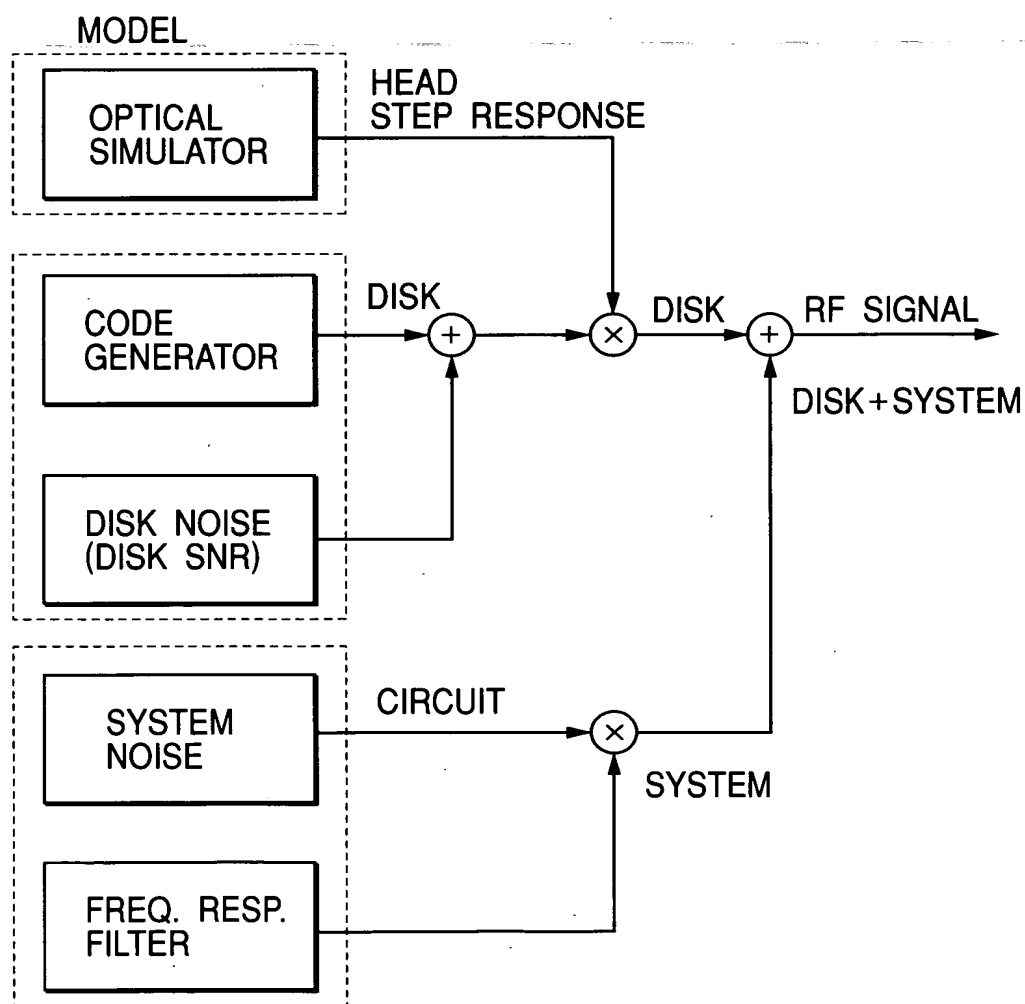 MODEL
OPTICAL
SIMULATOR
HEAD
STEP RESPONSE
CODE
GENERATOR
DISK
+
×
DISK
+
RF SIGNAL
DISK+SYSTEM
DISK NOISE
(DISK SNR)
SYSTEM
NOISE
CIRCUIT
×
SYSTEM
FREQ. RESP.
FILTER